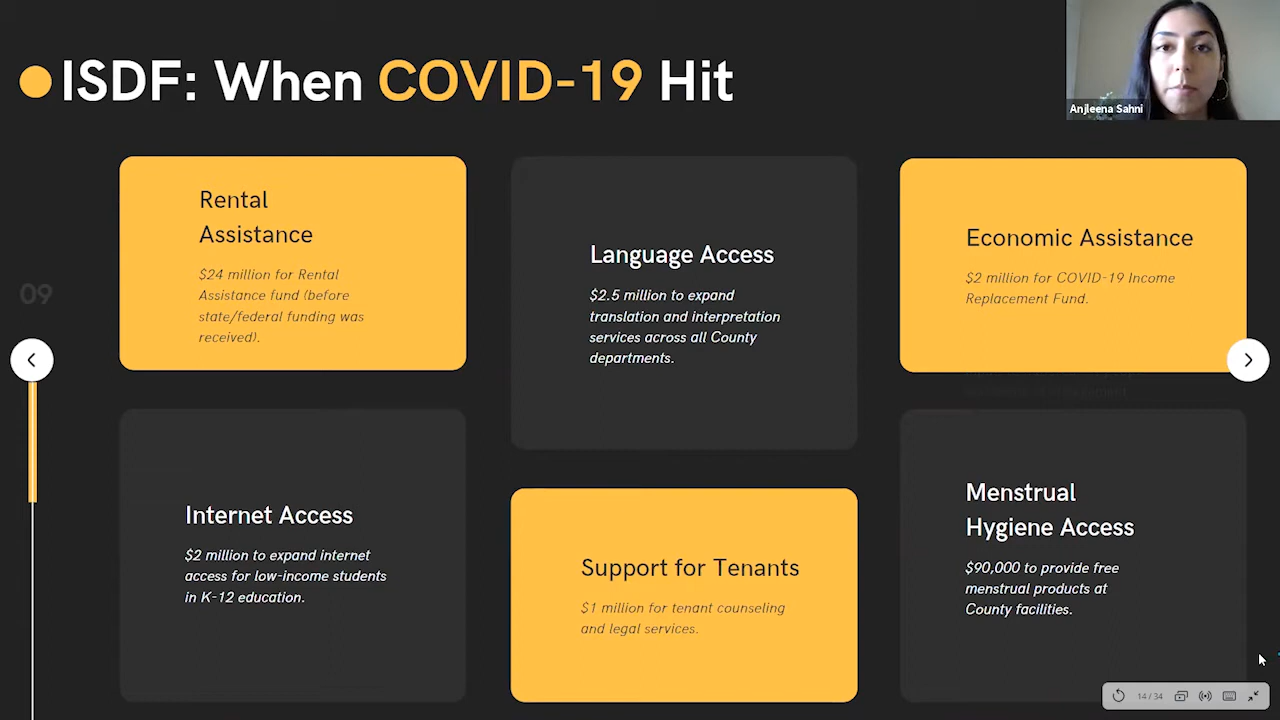 ISDF: When COVID-19 Hit
Anjleena Sahni
Rental
Assistance
$24 million for Rental
Assistance fund (before
state/federal funding was
received).
Language Access
$2.5 million to expand
translation and interpretation
services across all County
departments.
Economic Assistance
$2 million for COVID-19 Income
Replacement Fund.
09
Internet Access
$2 million to expand internet
access for low-income students
in K-12 education.
Support for Tenants
$1 million for tenant counseling
and legal services.
Menstrual
Hygiene Access
$90,000 to provide free
menstrual products at
County facilities.
14 / 34